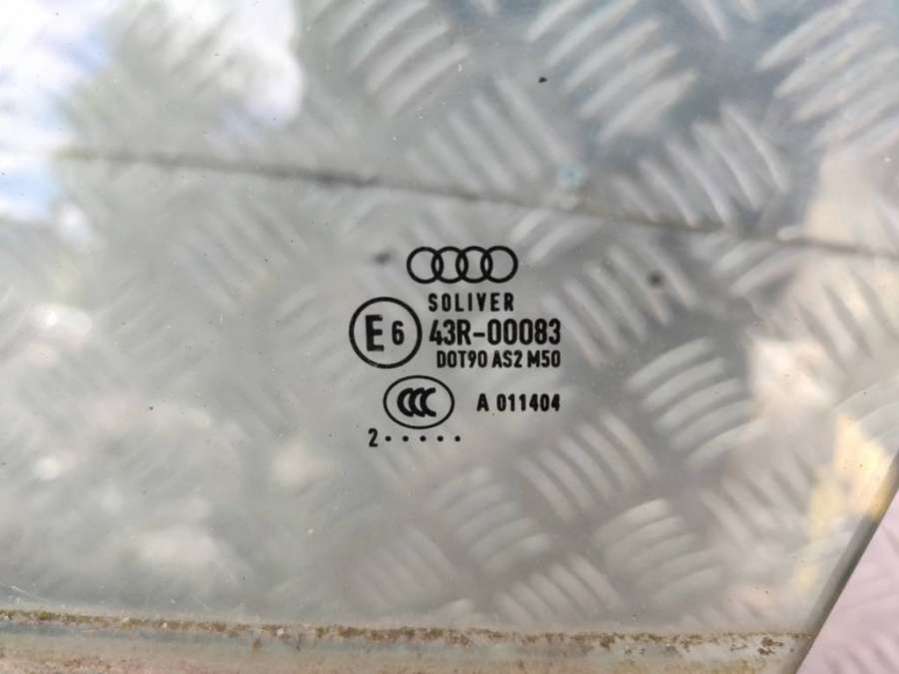 SOLIVER
E6 43R-00083
DOT90 AS2 M50
CCC A 011404
2·····